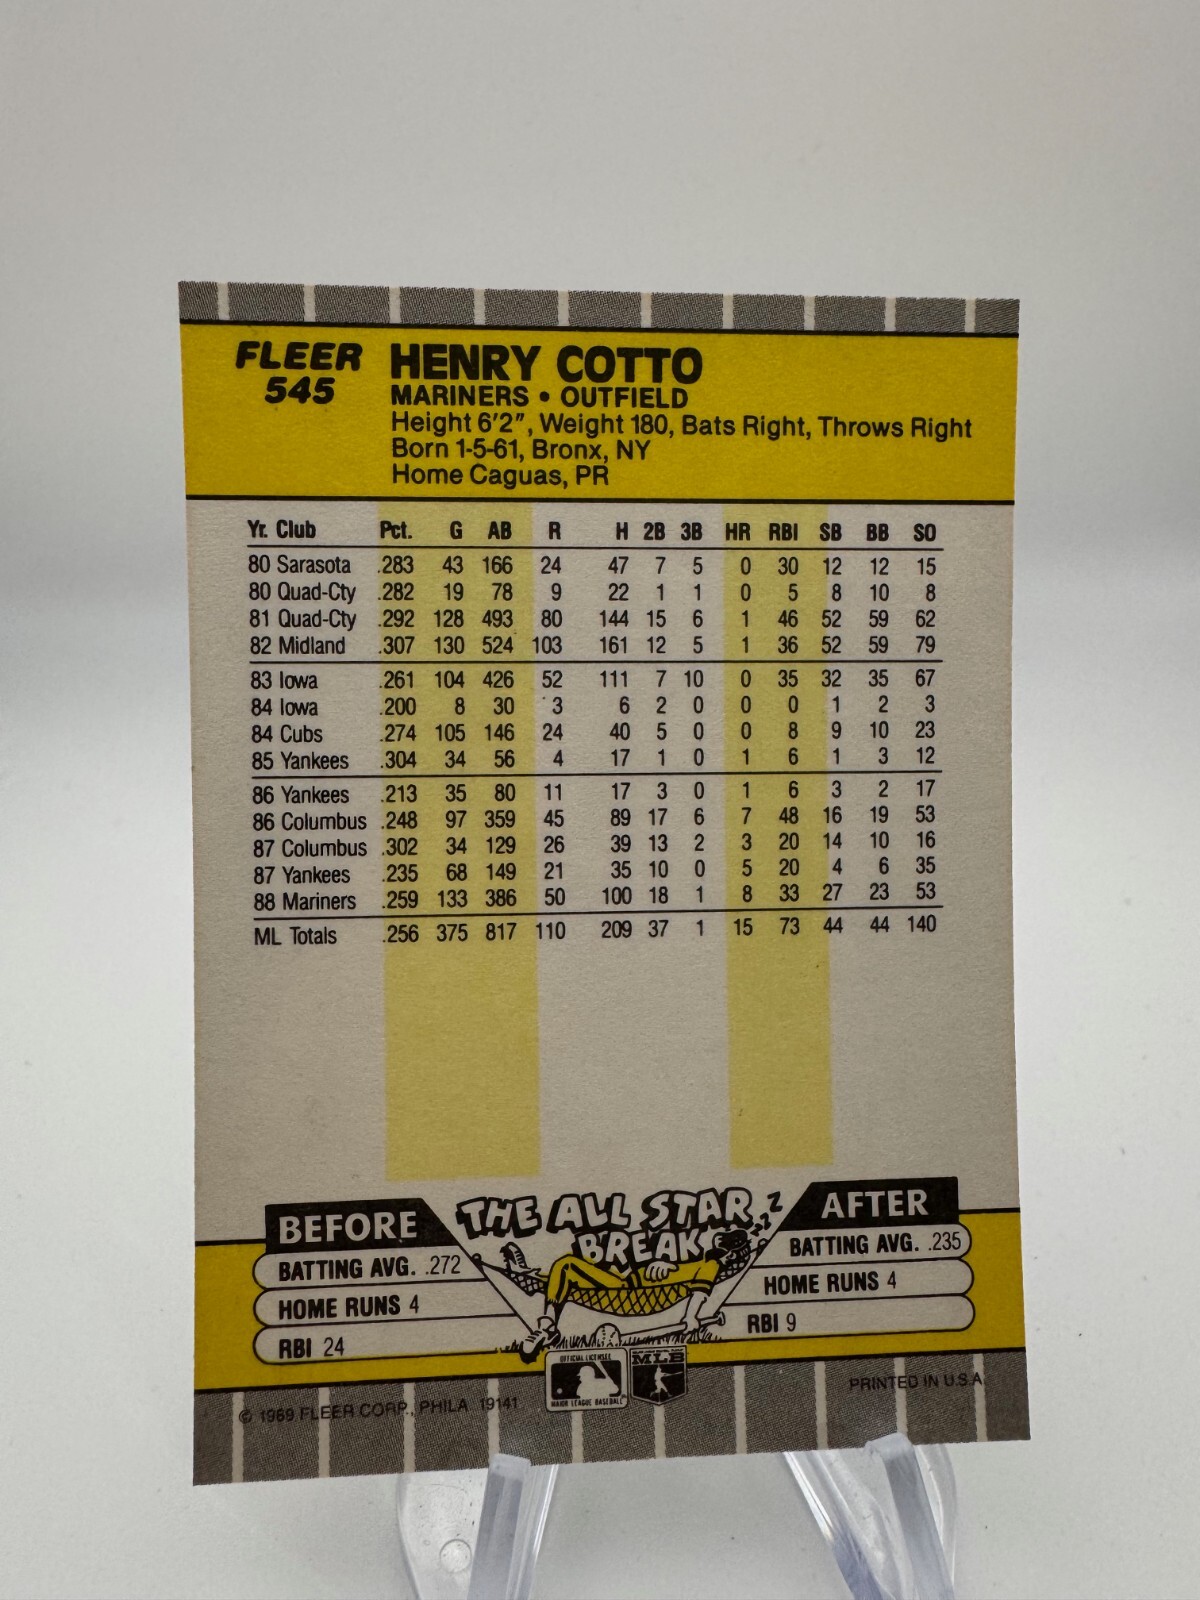 FLEER
545
HENRY COTTO
MARINERS • OUTFIELD
Height 6'2", Weight 180, Bats Right, Throws Right
Born 1-5-61, Bronx, NY
Home Caguas, PR
Yr. Club Pct. G AB R H 2B 3B HR RBI SB BB SO
80 Sarasota .283 43 166 24 47 7 5 0 30 12 12 15
80 Quad-Cty .282 19 78 9 22 1 1 0 5 8 10 8
81 Quad-Cty .292 128 493 80 144 15 6 1 46 52 59 62
82 Midland .307 130 524 103 161 12 5 1 36 52 59 79
83 Iowa .261 104 426 52 111 7 10 0 35 32 35 67
84 Iowa .200 8 30 3 6 2 0 0 0 1 2 3
84 Cubs .274 105 146 24 40 5 0 0 8 9 10 23
85 Yankees .304 34 56 4 17 1 0 1 6 1 3 12
86 Yankees .213 35 80 11 17 3 0 1 6 3 2 17
86 Columbus .248 97 359 45 89 17 6 7 48 16 19 53
87 Columbus .302 34 129 26 39 13 2 3 20 14 10 16
87 Yankees .235 68 149 21 35 10 0 5 20 4 6 35
88 Mariners .259 133 386 50 100 18 1 8 33 27 23 53
ML Totals .256 375 817 110 209 37 1 15 73 44 44 140
BEFORE
THE ALL STAR BREAK
ZZZZ
AFTER
BATTING AVG. .272
HOME RUNS 4
RBI 24
BATTING AVG. .235
HOME RUNS 4
RBI 9
OFFICIAL LICENSEE
MAJOR LEAGUE BASEBALL
MLB
© 1989 FLEER CORP., PHILA 19141
PRINTED IN U.S.A.